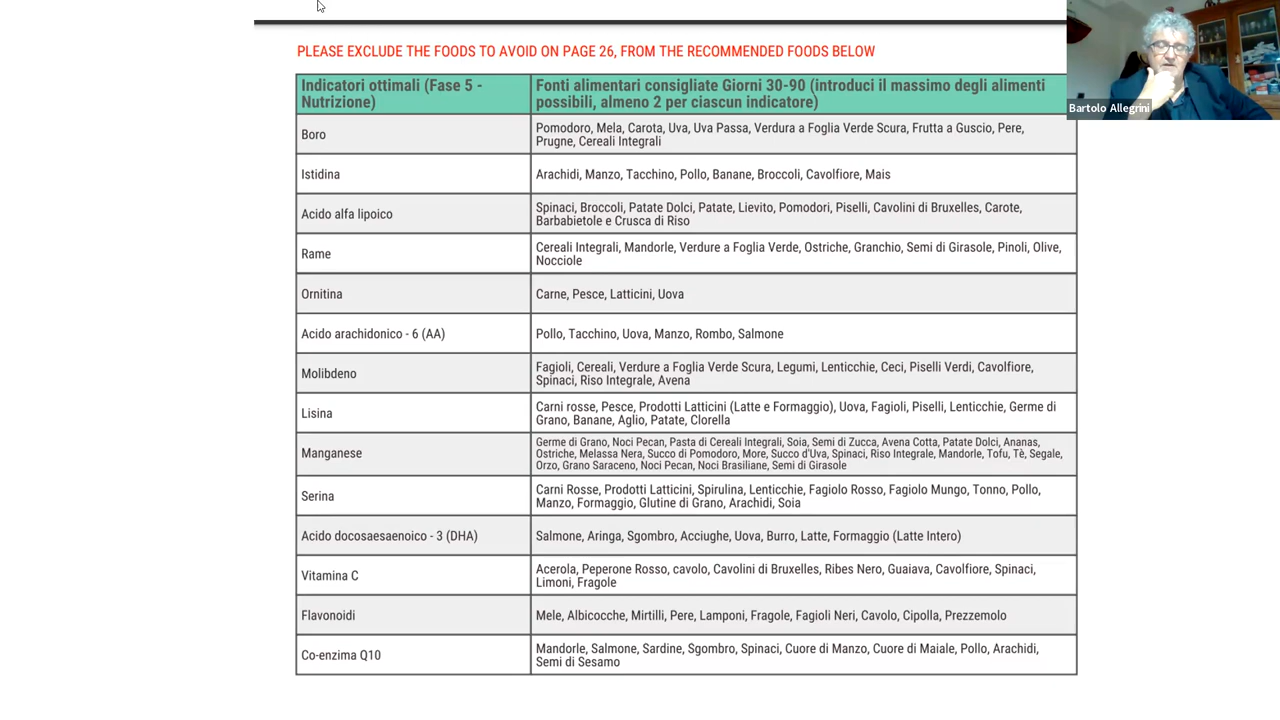 PLEASE EXCLUDE THE FOODS TO AVOID ON PAGE 26, FROM THE RECOMMENDED FOODS BELOW
Indicatori ottimali (Fase 5 -
Nutrizione)
Fonti alimentari consigliate Giorni 30-90 (introduci il massimo degli alimenti
possibili, almeno 2 per ciascun indicatore)
Bartolo Allegrini
Boro
Pomodoro, Mela, Carota, Uva, Uva Passa, Verdura a Foglia Verde Scura, Frutta a Guscio, Pere,
Prugne, Cereali Integrali
Istidina
Arachidi, Manzo, Tacchino, Pollo, Banane, Broccoli, Cavolfiore, Mais
Acido alfa lipoico
Spinaci, Broccoli, Patate Dolci, Patate, Lievito, Pomodori, Piselli, Cavolini di Bruxelles, Carote,
Barbabietole e Crusca di Riso
Rame
Cereali Integrali, Mandorle, Verdure a Foglia Verde, Ostriche, Granchio, Semi di Girasole, Pinoli, Olive,
Nocciole
Ornitina
Carne, Pesce, Latticini, Uova
Acido arachidonico - 6 (AA)
Pollo, Tacchino, Uova, Manzo, Rombo, Salmone
Molibdeno
Fagioli, Cereali, Verdure a Foglia Verde Scura, Legumi, Lenticchie, Ceci, Piselli Verdi, Cavolfiore,
Spinaci, Riso Integrale, Avena
Lisina
Carni rosse, Pesce, Prodotti Latticini (Latte e Formaggio), Uova, Fagioli, Piselli, Lenticchie, Germe di
Grano, Banane, Aglio, Patate, Clorella
Manganese
Germe di Grano, Noci Pecan, Pasta di Cereali Integrali, Soia, Semi di Zucca, Avena Cotta, Patate Dolci, Ananas,
Ostriche, Melassa Nera, Succo di Pomodoro, More, Succo d'Uva, Spinaci, Riso Integrale, Mandorle, Tofu, Tè, Segale,
Orzo, Grano Saraceno, Noci Pecan, Noci Brasiliane, Semi di Girasole
Serina
Carni Rosse, Prodotti Latticini, Spirulina, Lenticchie, Fagiolo Rosso, Fagiolo Mungo, Tonno, Pollo,
Manzo, Formaggio, Glutine di Grano, Arachidi, Soia
Acido docosaesaenoico - 3 (DHA)
Salmone, Aringa, Sgombro, Acciughe, Uova, Burro, Latte, Formaggio (Latte Intero)
Vitamina C
Acerola, Peperone Rosso, cavolo, Cavolini di Bruxelles, Ribes Nero, Guaiava, Cavolfiore, Spinaci,
Limoni, Fragole
Flavonoidi
Mele, Albicocche, Mirtilli, Pere, Lamponi, Fragole, Fagioli Neri, Cavolo, Cipolla, Prezzemolo
Co-enzima Q10
Mandorle, Salmone, Sardine, Sgombro, Spinaci, Cuore di Manzo, Cuore di Maiale, Pollo, Arachidi,
Semi di Sesamo